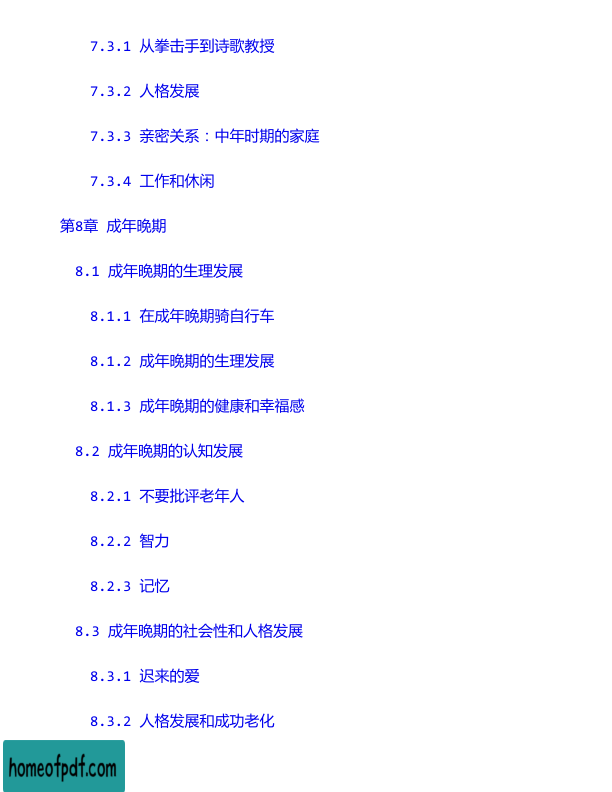 7.3.1 从拳击手到诗歌教授
7.3.2 人格发展
7.3.3 亲密关系：中年时期的家庭
7.3.4 工作和休闲
第8章 成年晚期
8.1 成年晚期的生理发展
8.1.1 在成年晚期骑自行车
8.1.2 成年晚期的生理发展
8.1.3 成年晚期的健康和幸福感
8.2 成年晚期的认知发展
8.2.1 不要批评老年人
8.2.2 智力
8.2.3 记忆
8.3 成年晚期的社会性和人格发展
8.3.1 迟来的爱
8.3.2 人格发展和成功老化
homeofpdf.com